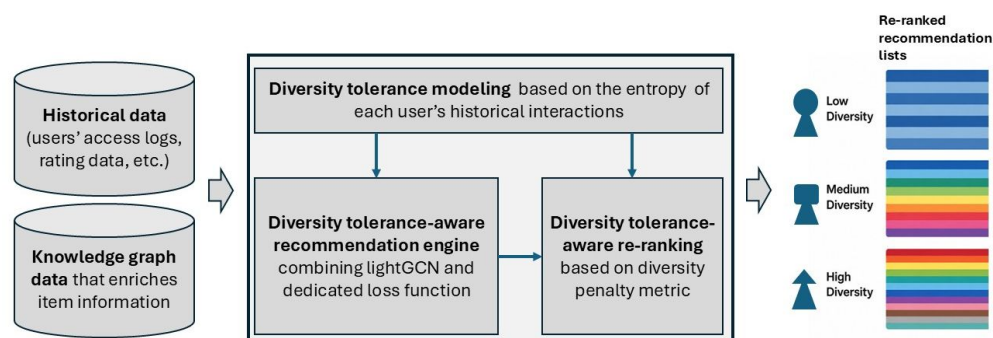 Historical data
(users' access logs,
rating data, etc.)
Knowledge graph
data that enriches
item information
Diversity tolerance modeling based on the entropy of
each user's historical interactions
Diversity tolerance-aware
recommendation engine
combining lightGCN and
dedicated loss function
Diversity tolerance-
aware re-ranking
based on diversity
penalty metric
Re-ranked
recommendation
lists
Low
Diversity
Medium
Diversity
High
Diversity